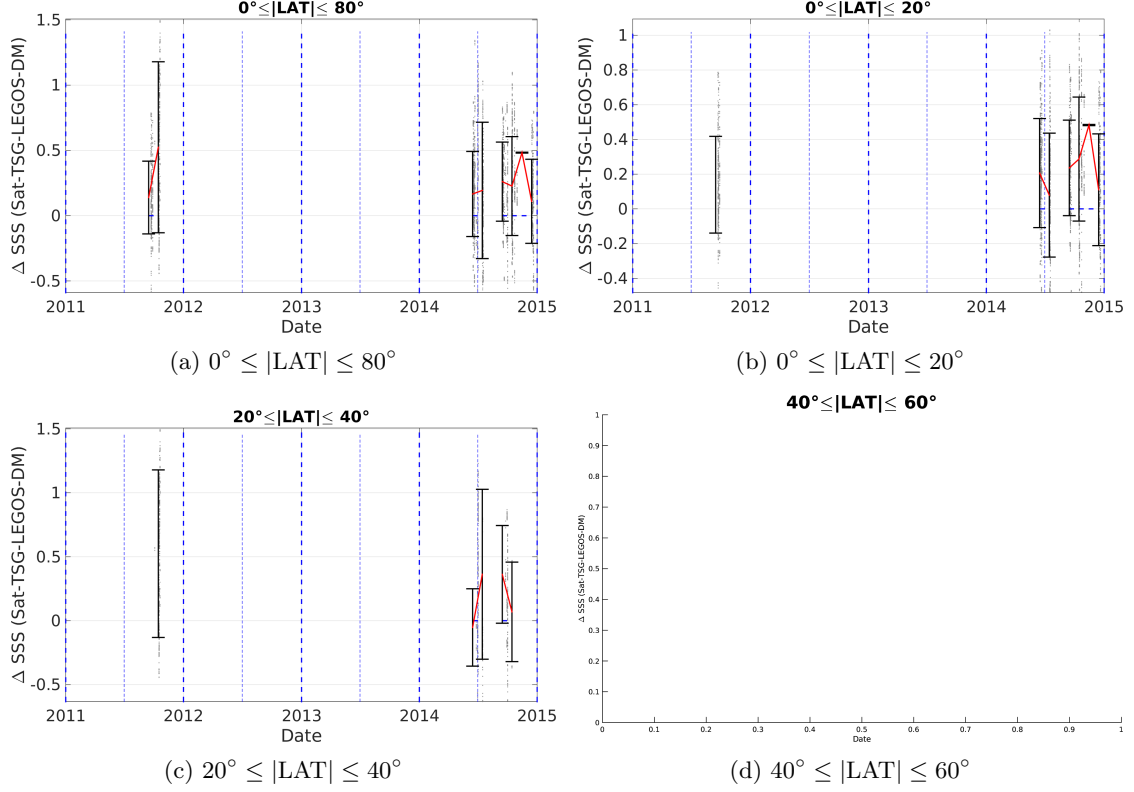 0°≤|LAT|≤ 80°
Δ SSS (Sat-TSG-LEGOS-DM)
1.5
1
0.5
0
-0.5
2011 2012 2013 2014 2015
Date
(a) 0° ≤ |LAT| ≤ 80°
0°≤|LAT|≤ 20°
Δ SSS (Sat-TSG-LEGOS-DM)
1
0.8
0.6
0.4
0.2
0
-0.2
-0.4
2011 2012 2013 2014 2015
Date
(b) 0° ≤ |LAT| ≤ 20°
20°≤|LAT|≤ 40°
Δ SSS (Sat-TSG-LEGOS-DM)
1.5
1
0.5
0
-0.5
2011 2012 2013 2014 2015
Date
(c) 20° ≤ |LAT| ≤ 40°
40°≤|LAT|≤ 60°
Δ SSS (Sat-TSG-LEGOS-DM)
1
0.9
0.8
0.7
0.6
0.5
0.4
0.3
0.2
0.1
0
0 0.1 0.2 0.3 0.4 0.5 0.6 0.7 0.8 0.9 1
Date
(d) 40° ≤ |LAT| ≤ 60°